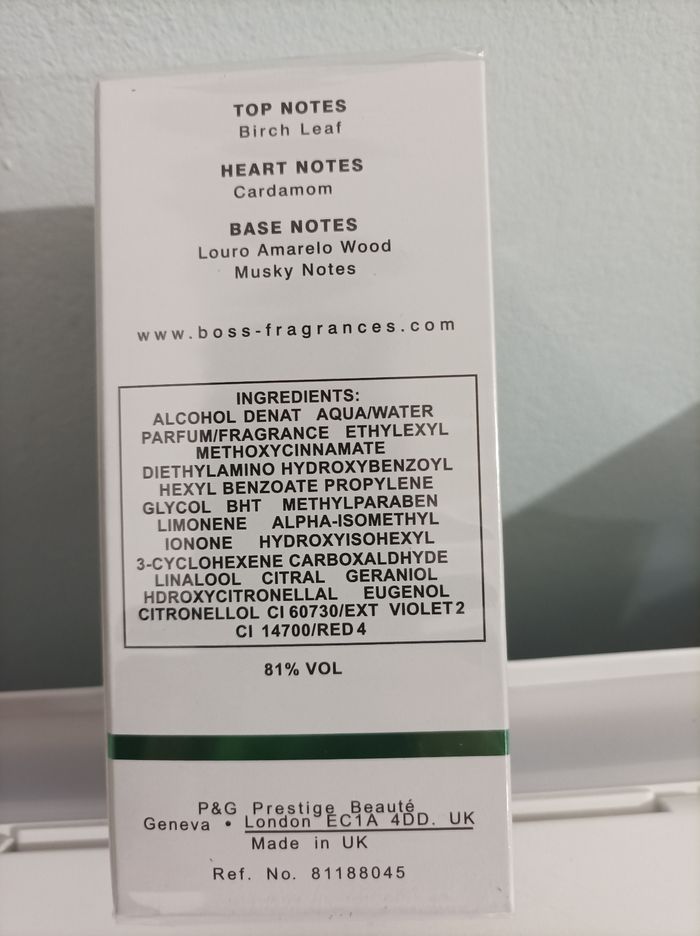 TOP NOTES
Birch Leaf
HEART NOTES
Cardamom
BASE NOTES
Louro Amarelo Wood
Musky Notes
www.boss-fragrances.com
INGREDIENTS:
ALCOHOL DENAT AQUA/WATER
PARFUM/FRAGRANCE ETHYLEXYL
METHOXYCINNAMATE
DIETHYLAMINO HYDROXYBENZOYL
HEXYL BENZOATE PROPYLENE
GLYCOL BHT METHYLPARABEN
LIMONENE ALPHA-ISOMETHYL
IONONE HYDROXYISOHEXYL
3-CYCLOHEXENE CARBOXALDHYDE
LINALOOL CITRAL GERANIOL
HDROXYCITRONELLAL EUGENOL
CITRONELLOL CI 60730/EXT VIOLET 2
CI 14700/RED 4
81% VOL
P&G Prestige Beauté
Geneva • London EC1A 4DD. UK
Made in UK
Ref. No. 81188045